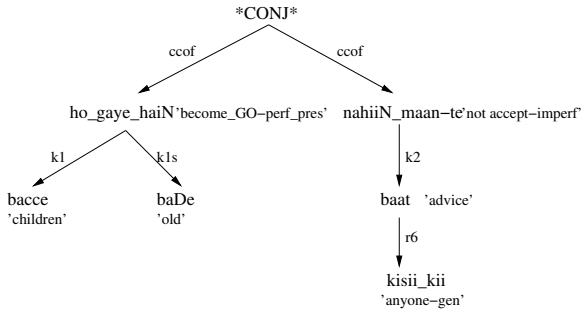 *CONJ*
ccof ccof
ho_gaye_haiN 'become_GO-perf_pres' nahiiN_maan-te 'not accept-imperf'
k1 k1s k2
bacce baDe baat 'advice'
'children' 'old'
r6
kisii_kii
'anyone-gen'